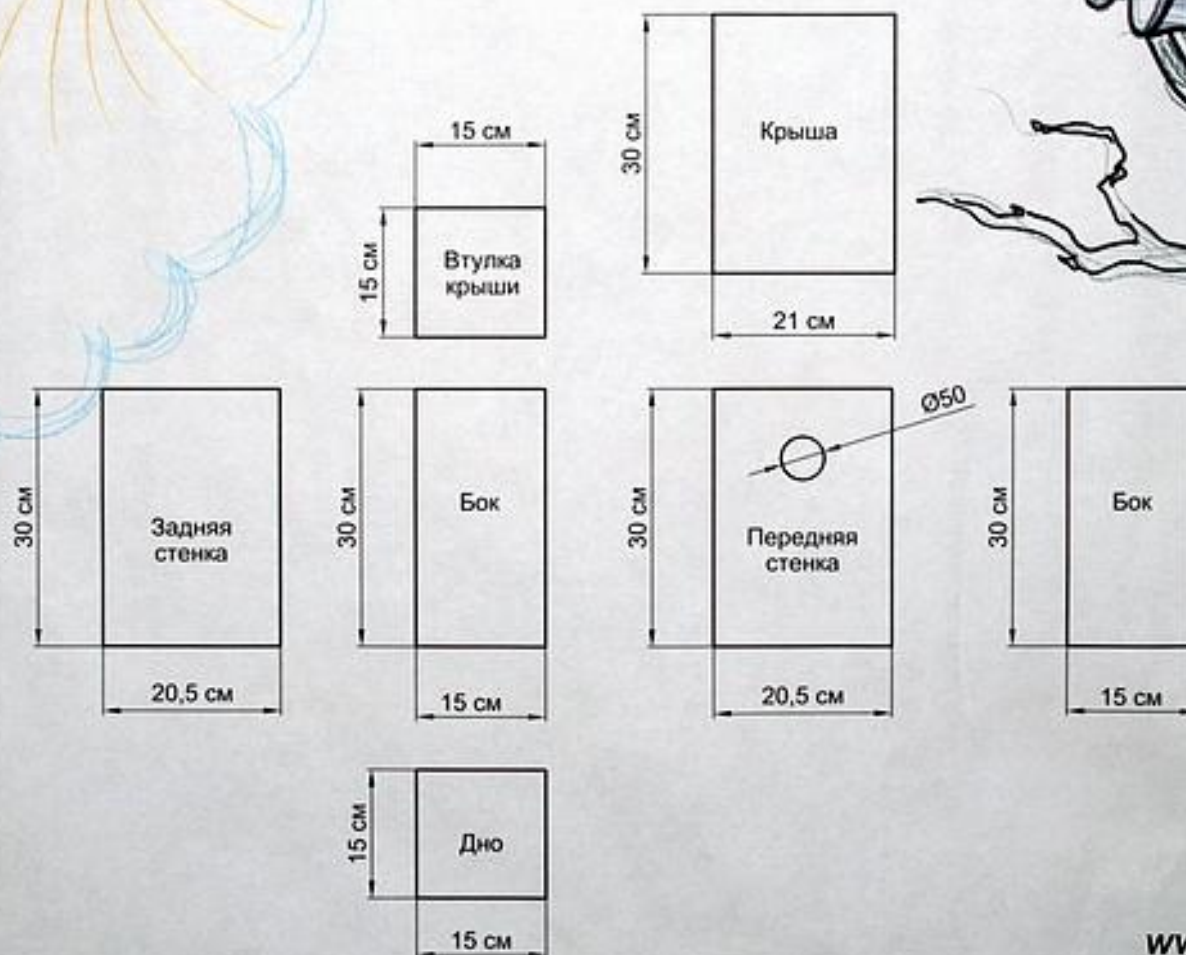 15 см
30 см
Крыша
15 см
Втулка
крыши
21 см
30 см
Задняя
стенка
20,5 см
30 см
Бок
15 см
30 см
Ø50
Передняя
стенка
20,5 см
30 см
Бок
15 см
15 см
Дно
15 см